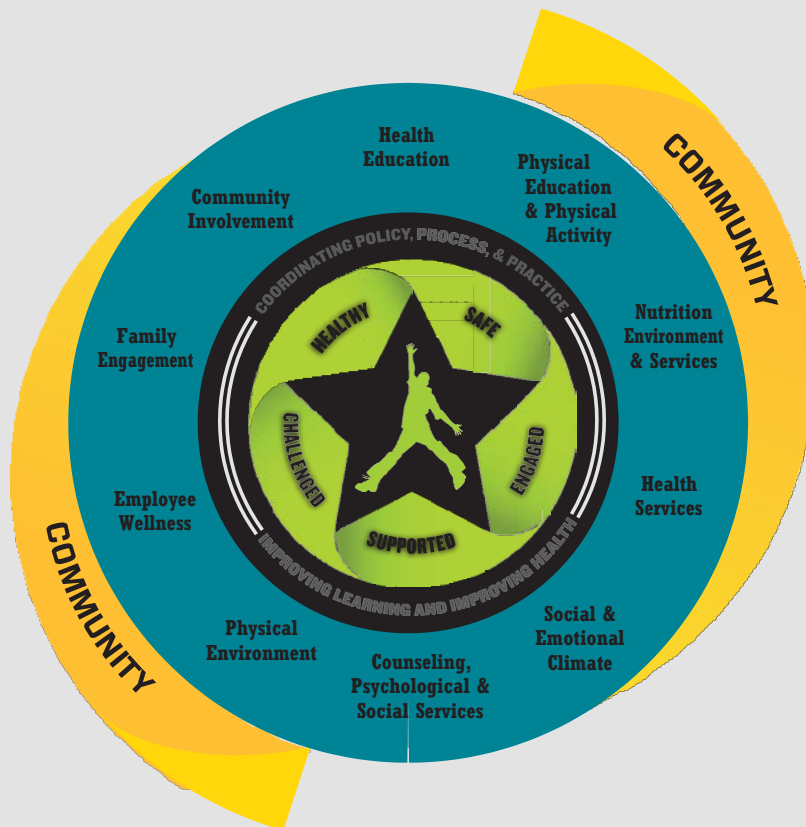 COMMUNITY
Health
Education
Physical
Education
& Physical
Activity
Nutrition
Environment
& Services
Health
Services
Social &
Emotional
Climate
Counseling,
Psychological &
Social Services
Physical
Environment
Employee
Wellness
Family
Engagement
Community
Involvement
COORDINATING POLICY, PROCESS, & PRACTICE
HEALTHY
SAFE
ENGAGED
SUPPORTED
CHALLENGED
IMPROVING LEARNING AND IMPROVING HEALTH
COMMUNITY